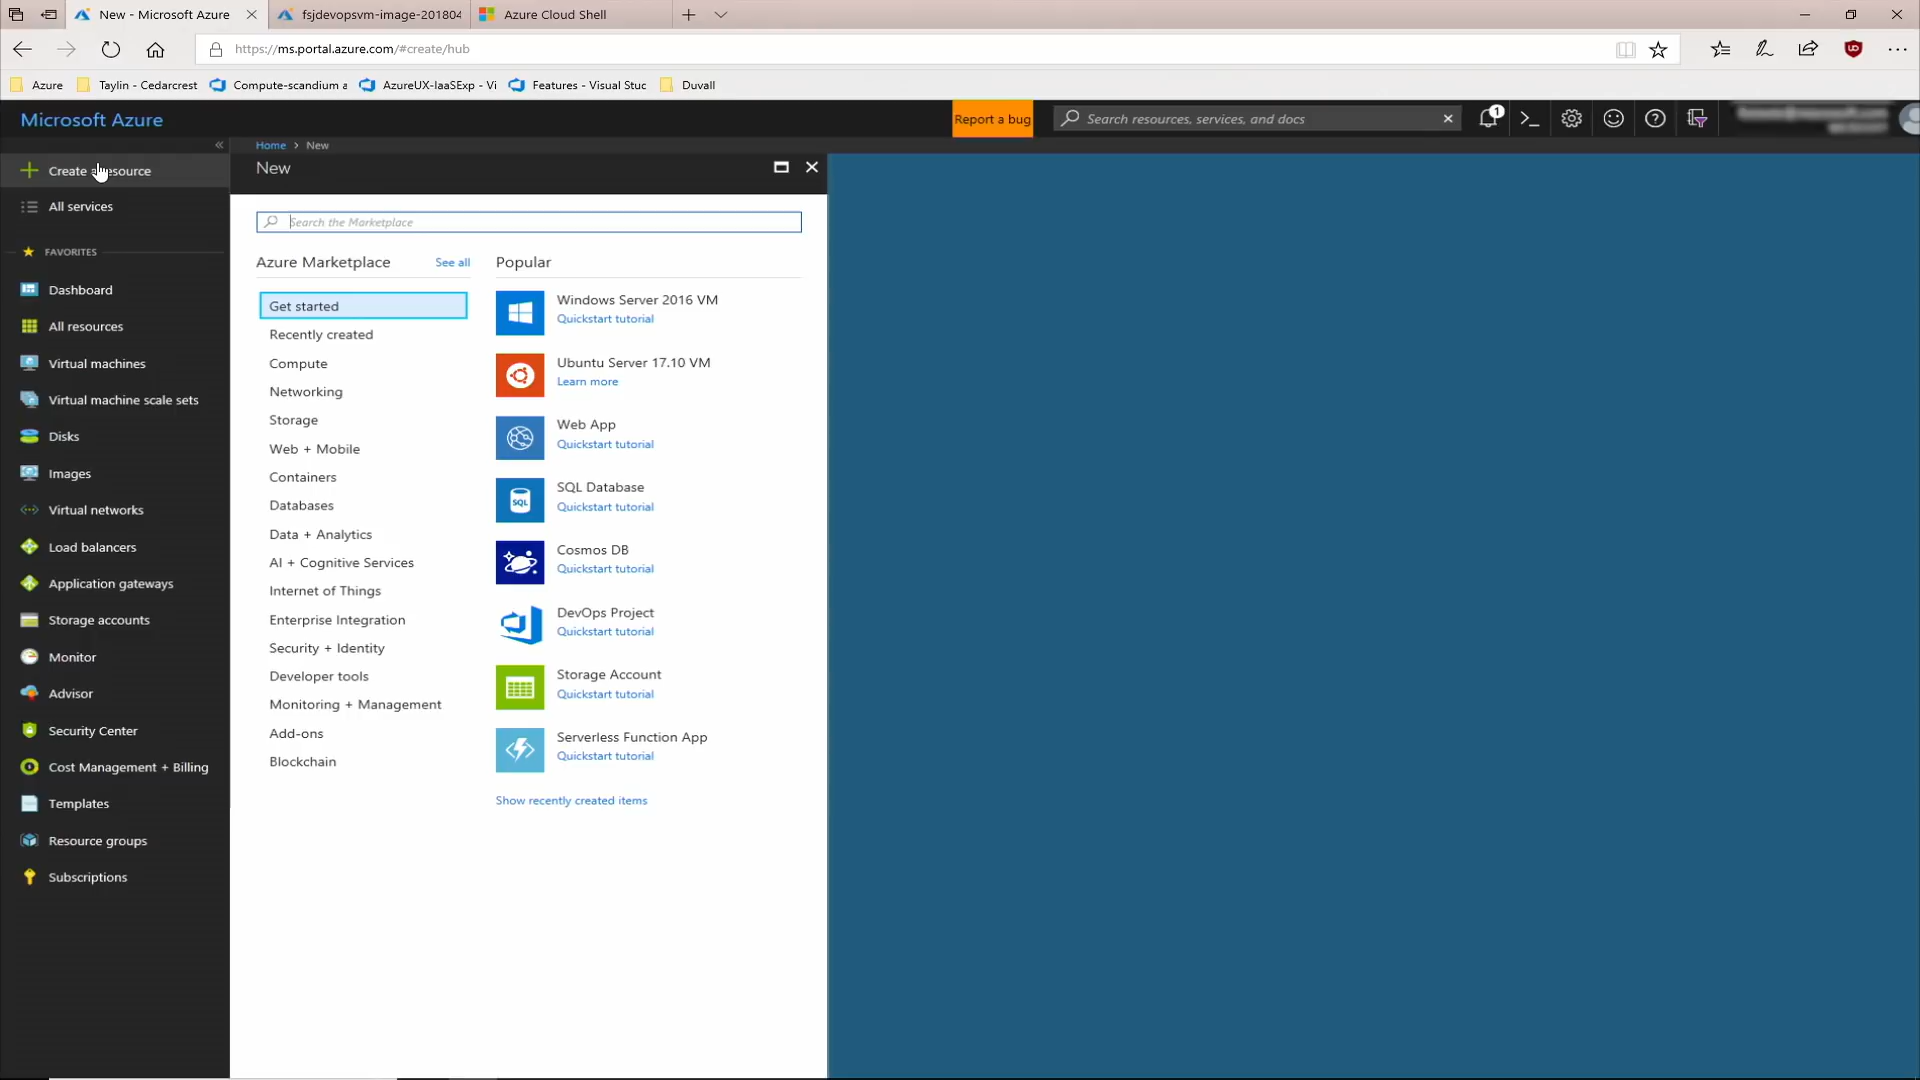 New - Microsoft Azure
fsjdevopsvm-image-201804
Azure Cloud Shell
https://ms.portal.azure.com/#create/hub
Azure
Taylin - Cedarcrest
Compute-scandium a
AzureUX-IaaSExp - Vi
Features - Visual Stuc
Duvall
Microsoft Azure
Report a bug
Search resources, services, and docs
1
Home > New
New
Create a resource
All services
FAVORITES
Dashboard
All resources
Virtual machines
Virtual machine scale sets
Disks
Images
Virtual networks
Load balancers
Application gateways
Storage accounts
Monitor
Advisor
Security Center
Cost Management + Billing
Templates
Resource groups
Subscriptions
Search the Marketplace
Azure Marketplace
See all
Get started
Recently created
Compute
Networking
Storage
Web + Mobile
Containers
Databases
Data + Analytics
AI + Cognitive Services
Internet of Things
Enterprise Integration
Security + Identity
Developer tools
Monitoring + Management
Add-ons
Blockchain
Popular
Windows Server 2016 VM
Quickstart tutorial
Ubuntu Server 17.10 VM
Learn more
Web App
Quickstart tutorial
SQL
SQL Database
Quickstart tutorial
Cosmos DB
Quickstart tutorial
DevOps Project
Quickstart tutorial
Storage Account
Quickstart tutorial
Serverless Function App
Quickstart tutorial
Show recently created items